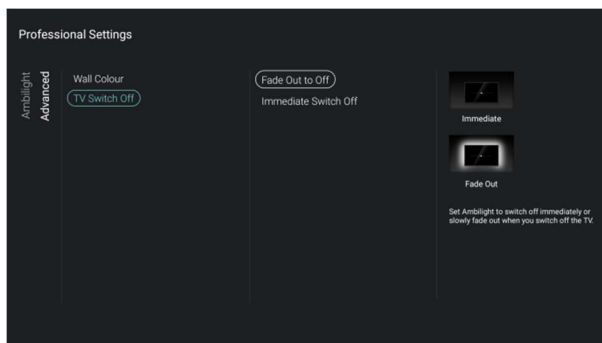 Professional Settings
Ambilight
Advanced
Wall Colour
TV Switch Off
Fade Out to Off
Immediate Switch Off
Immediate
Fade Out
Set Ambilight to switch off immediately or
slowly fade out when you switch off the TV.